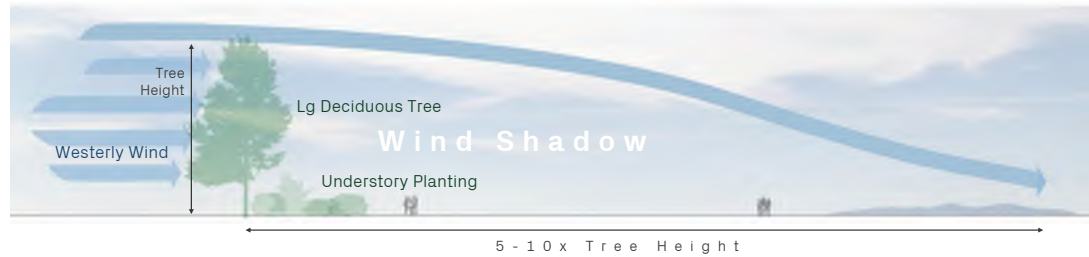 Tree
Height
Lg Deciduous Tree
Wind Shadow
Westerly Wind
Understory Planting
5-10x Tree Height